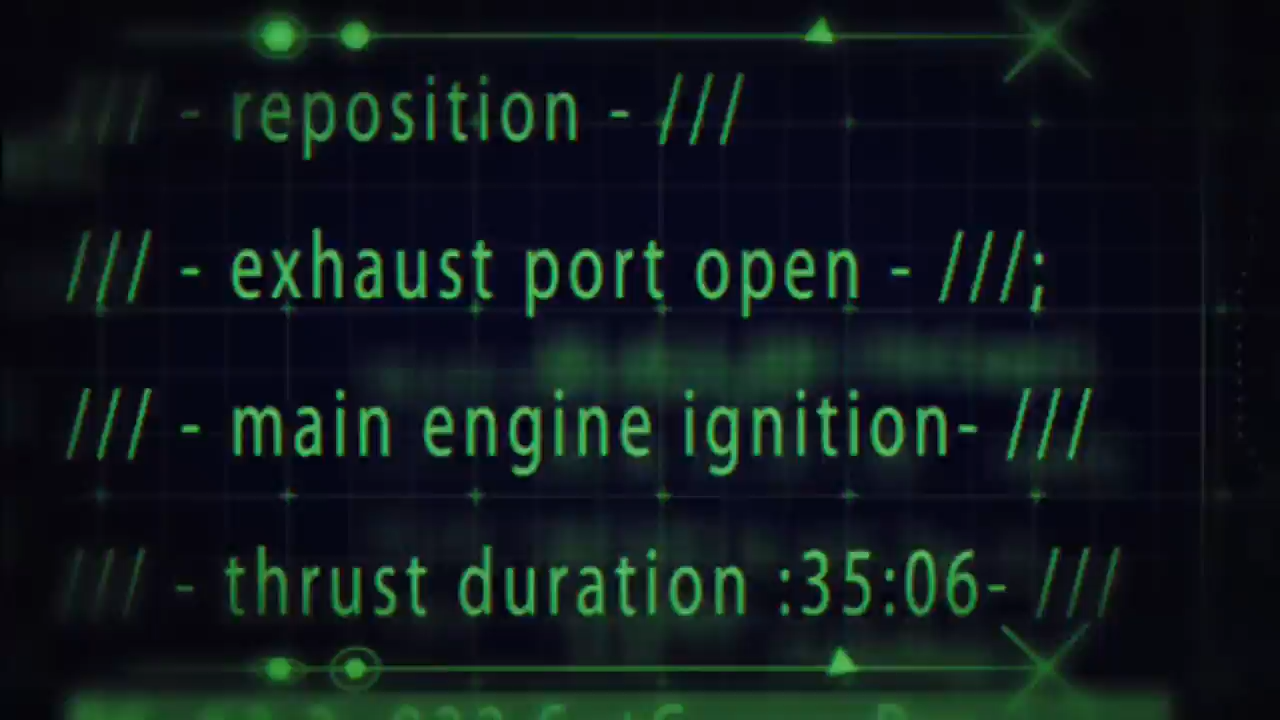 /// - reposition - ///
/// - exhaust port open - ///;
/// - main engine ignition- ///
/// - thrust duration :35:06- ///